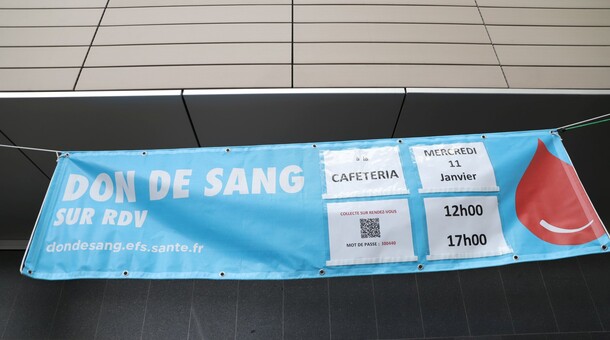 DON DE SANG
SUR RDV
dondesang.efs.sante.fr
CAFETERIA
MERCREDI
11
Janvier
COLLECTE SUR RENDEZ-VOUS
MOT DE PASSE :
12h00
17h00